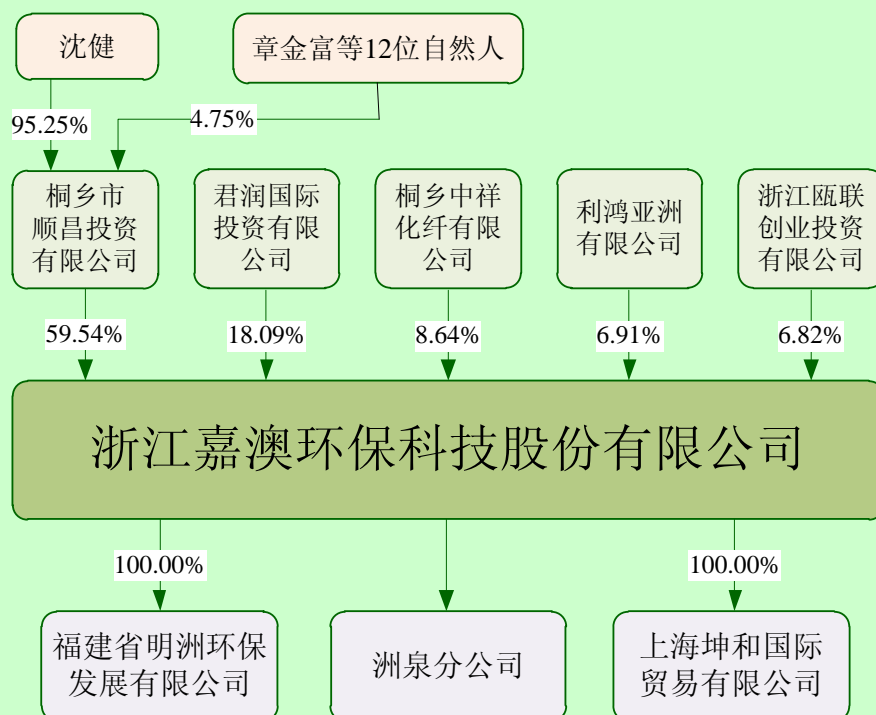 沈健
章金富等12位自然人
95.25%
4.75%
桐乡市
顺昌投资
有限公司
君润国际
投资有限
公司
桐乡中祥
化纤有限
公司
利鸿亚洲
有限公司
浙江瓯联
创业投资
有限公司
59.54%
18.09%
8.64%
6.91%
6.82%
浙江嘉澳环保科技股份有限公司
100.00%
100.00%
福建省明洲环保
发展有限公司
洲泉分公司
上海坤和国际
贸易有限公司